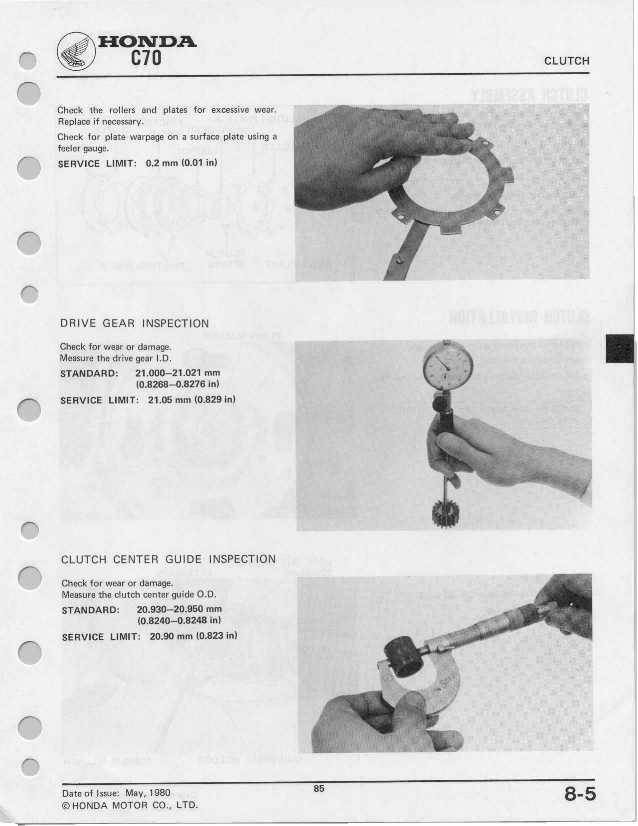 HONDA
C70
CLUTCH
Check the rollers and plates for excessive wear.
Replace if necessary.
Check for plate warpage on a surface plate using a
feeler gauge.
SERVICE LIMIT: 0.2 mm (0.01 in)
DRIVE GEAR INSPECTION
Check for wear or damage.
Measure the drive gear I.D.
STANDARD: 21.000—21.021 mm
(0.8268—0.8276 in)
SERVICE LIMIT: 21.05 mm (0.829 in)
CLUTCH CENTER GUIDE INSPECTION
Check for wear or damage.
Measure the clutch center guide O.D.
STANDARD: 20.930—20.950 mm
(0.8240—0.8248 in)
SERVICE LIMIT: 20.90 mm (0.823 in)
Date of Issue: May, 1980
© HONDA MOTOR CO., LTD.
85
8-5